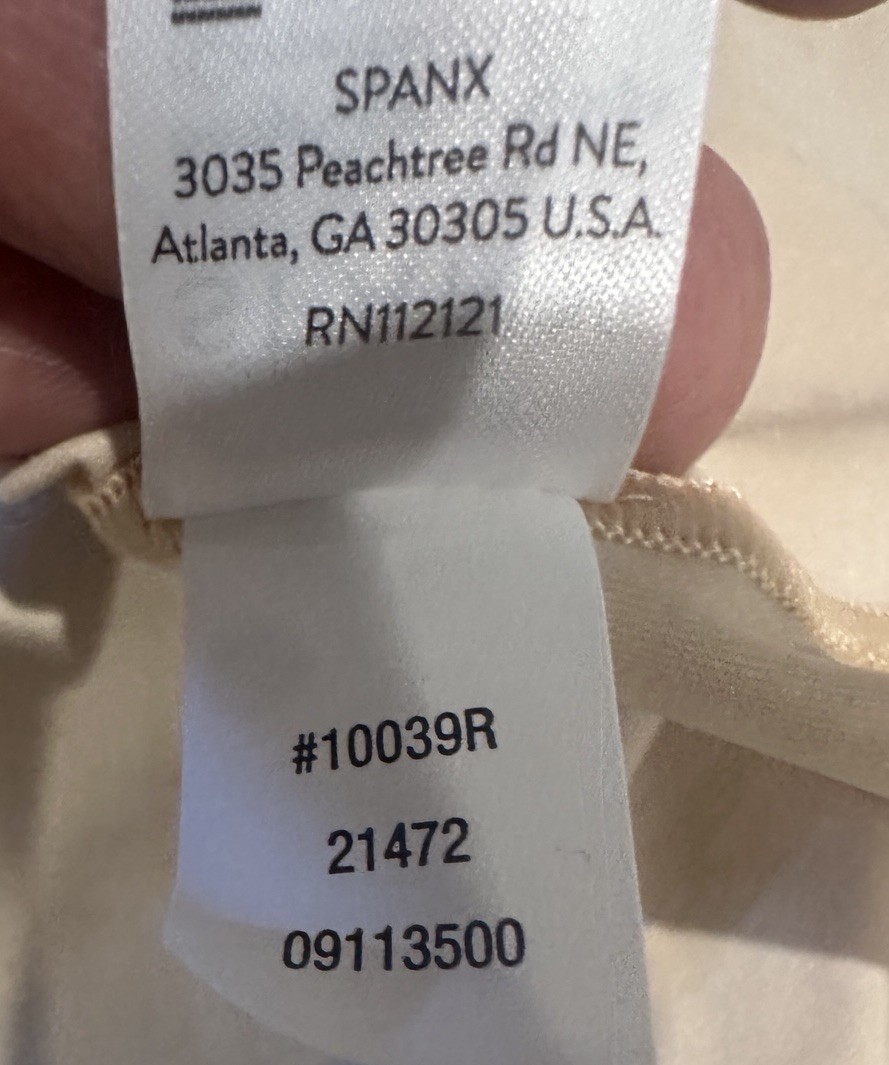 SPANX
3035 Peachtree Rd NE,
Atlanta, GA 30305 U.S.A.
RN112121
#10039R
21472
09113500